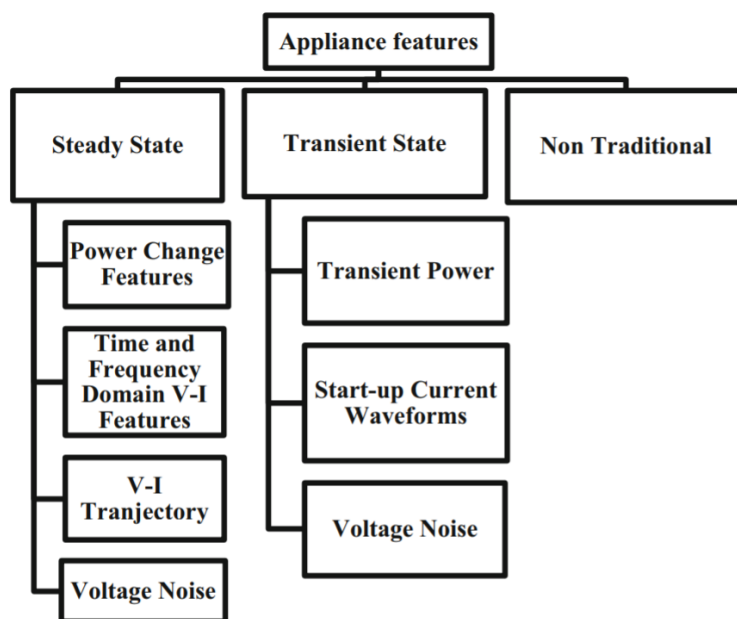 Appliance features
Steady State
Transient State
Non Traditional
Power Change
Features
Time and
Frequency
Domain V-I
Features
V-I
Tranjectory
Voltage Noise
Transient Power
Start-up Current
Waveforms
Voltage Noise